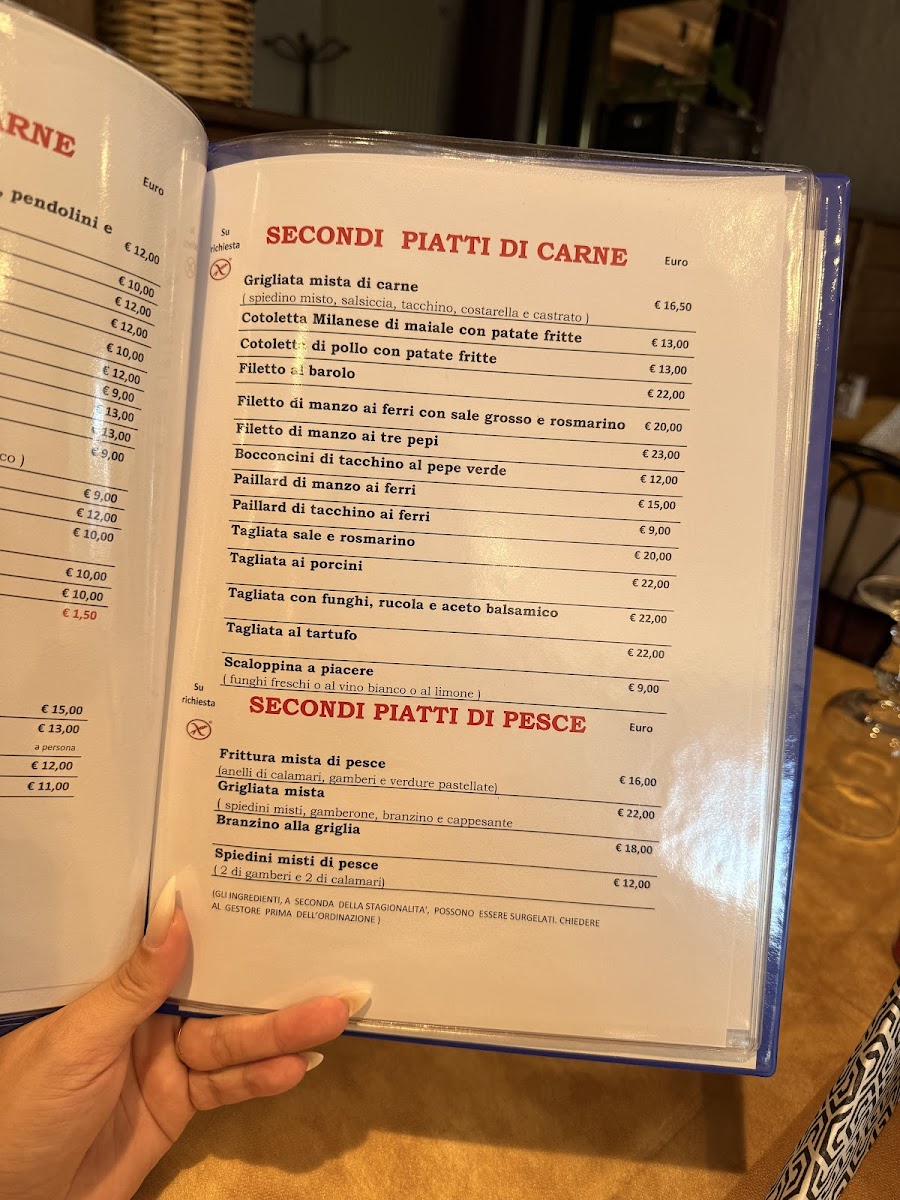 ARNE
Euro
, pendolini e
€ 12,00
€ 10,00
€ 12,00
€ 12,00
€ 10,00
€ 12,00
€ 9,00
€ 13,00
€ 13,00
€ 9,00
co )
€ 9,00
€ 12,00
€ 10,00
€ 10,00
€ 10,00
€ 1,50
€ 15,00
€ 13,00
a persona
€ 12,00
€ 11,00
Su
richiesta
SECONDI PIATTI DI CARNE Euro
Grigliata mista di carne
( spiedino misto, salsiccia, tacchino, costarella e castrato ) € 16,50
Cotoletta Milanese di maiale con patate fritte € 13,00
Cotoletta di pollo con patate fritte € 13,00
Filetto al barolo € 22,00
Filetto di manzo ai ferri con sale grosso e rosmarino € 20,00
Filetto di manzo ai tre pepi € 23,00
Bocconcini di tacchino al pepe verde € 12,00
Paillard di manzo ai ferri € 15,00
Paillard di tacchino ai ferri € 9,00
Tagliata sale e rosmarino € 20,00
Tagliata ai porcini € 22,00
Tagliata con funghi, rucola e aceto balsamico € 22,00
Tagliata al tartufo € 22,00
Scaloppina a piacere
( funghi freschi o al vino bianco o al limone ) € 9,00
Su
richiesta
SECONDI PIATTI DI PESCE Euro
Frittura mista di pesce
(anelli di calamari, gamberi e verdure pastellate) € 16,00
Grigliata mista
( spiedini misti, gamberone, branzino e cappesante € 22,00
Branzino alla griglia € 18,00
Spiedini misti di pesce
( 2 di gamberi e 2 di calamari) € 12,00
(GLI INGREDIENTI, A SECONDA DELLA STAGIONALITA', POSSONO ESSERE SURGELATI. CHIEDERE
AL GESTORE PRIMA DELL'ORDINAZIONE )